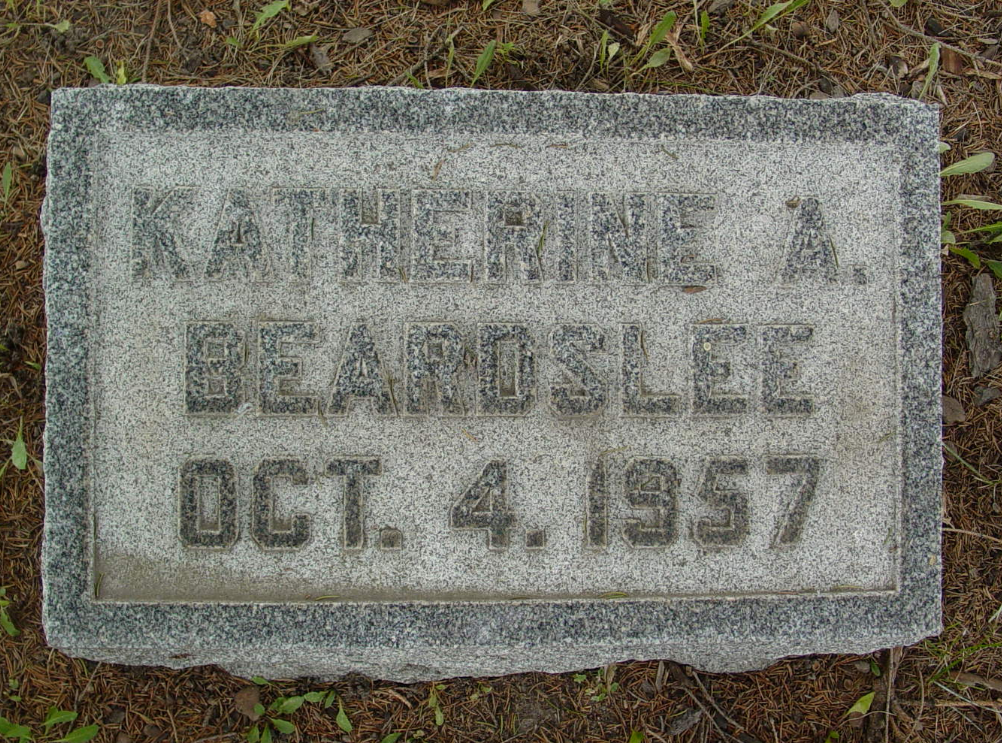 KATHERINE A.
BEARDSLEE
OCT. 4. 1957